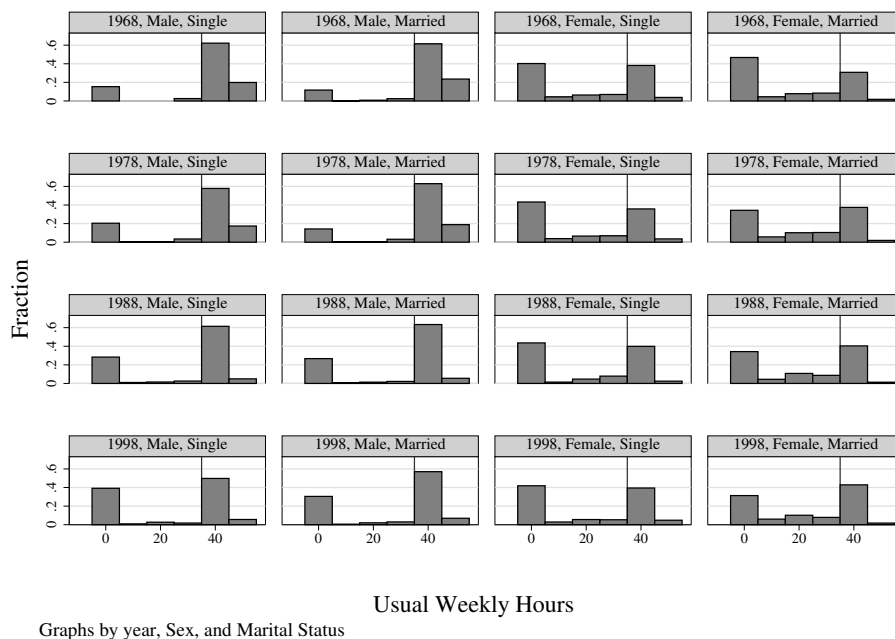 1968, Male, Single 1968, Male, Married 1968, Female, Single 1968, Female, Married
0 .2 .4 .6
1978, Male, Single 1978, Male, Married 1978, Female, Single 1978, Female, Married
0 .2 .4 .6
1988, Male, Single 1988, Male, Married 1988, Female, Single 1988, Female, Married
0 .2 .4 .6
1998, Male, Single 1998, Male, Married 1998, Female, Single 1998, Female, Married
0 .2 .4 .6
0 20 40 0 20 40 0 20 40 0 20 40
Fraction
Usual Weekly Hours
Graphs by year, Sex, and Marital Status